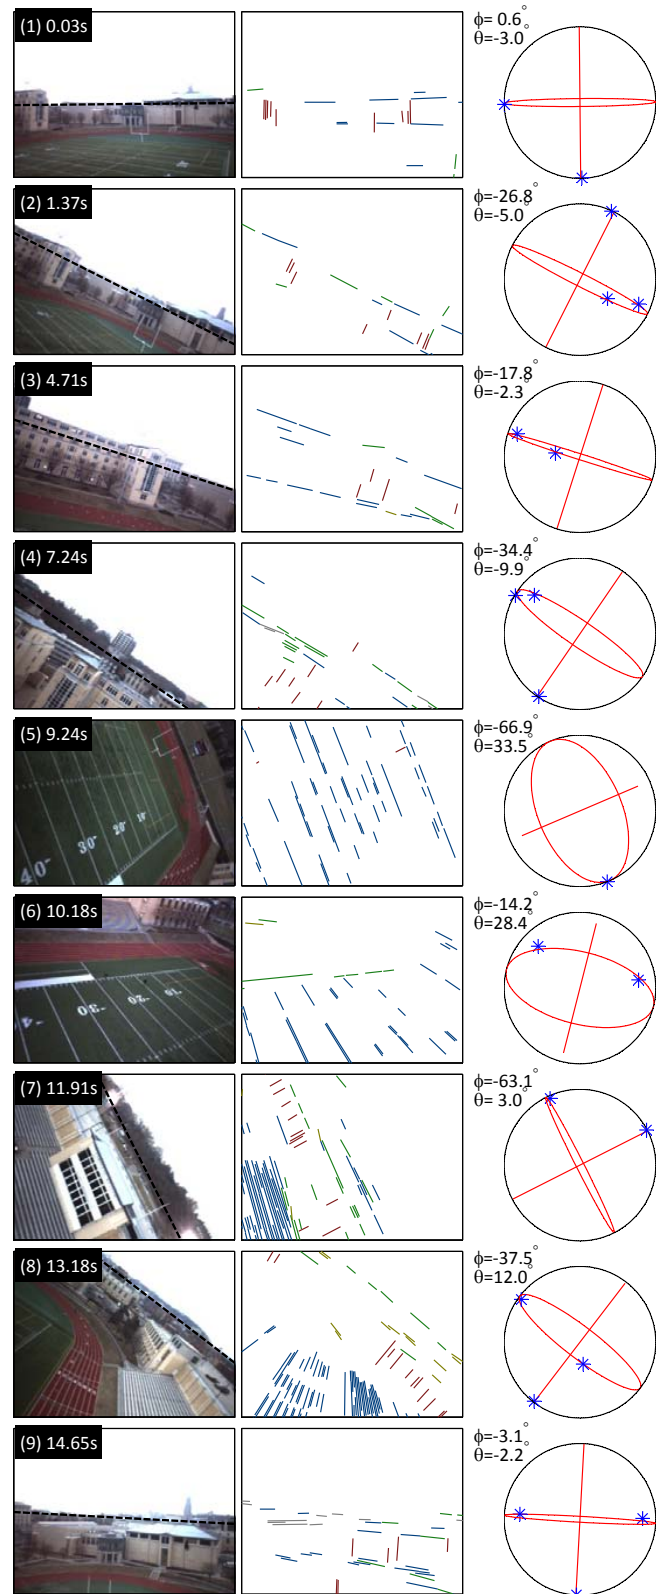 (1) 0.03s
ϕ= 0.6°
θ=-3.0°
(2) 1.37s
ϕ=-26.8°
θ=-5.0°
(3) 4.71s
ϕ=-17.8°
θ=-2.3°
(4) 7.24s
ϕ=-34.4°
θ=-9.9°
(5) 9.24s
ϕ=-66.9°
θ=33.5°
40
30
20
10
(6) 10.18s
ϕ=-14.2°
θ=28.4°
(7) 11.91s
ϕ=-63.1°
θ= 3.0°
(8) 13.18s
ϕ=-37.5°
θ=12.0°
(9) 14.65s
ϕ=-3.1°
θ=-2.2°